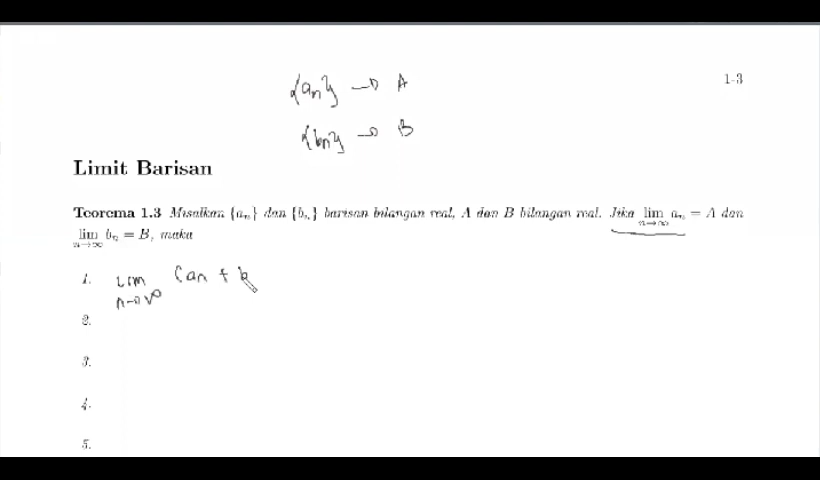 {an} → A
1-3
{bn} → B
Limit Barisan
Teorema 1.3 Misalkan {aₙ} dan {bₙ} barisan bilangan real, A dan B bilangan real. Jika lim n→∞ aₙ = A dan
lim n→∞ bₙ = B, maka
1. lim n→∞ (an + b
2.
3.
4.
5.